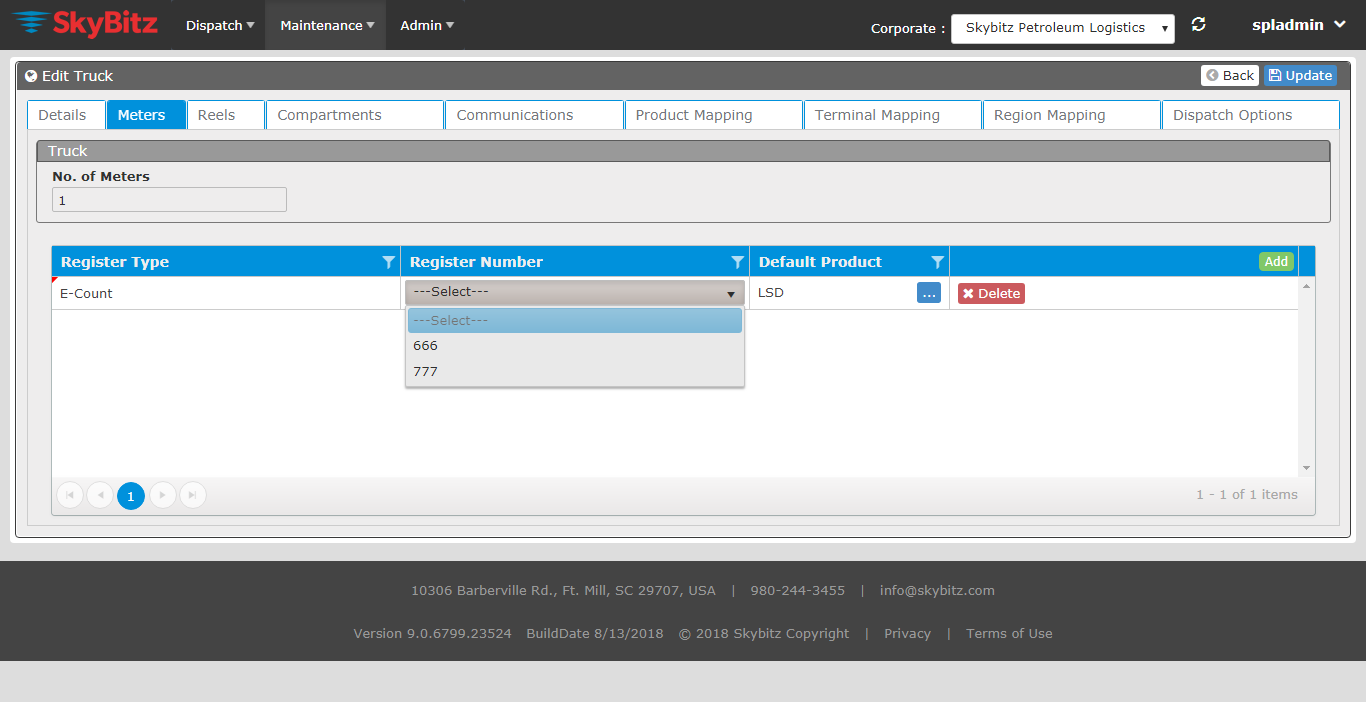 SkyBitz Dispatch Maintenance Admin Corporate : Skybitz Petroleum Logistics spladmin
Edit Truck Back Update
Details Meters Reels Compartments Communications Product Mapping Terminal Mapping Region Mapping Dispatch Options
Truck
No. of Meters
1
Register Type Register Number Default Product Add
E-Count ---Select--- LSD ... Delete
---Select---
666
777
1 1 - 1 of 1 items
10306 Barberville Rd., Ft. Mill, SC 29707, USA | 980-244-3455 | info@skybitz.com
Version 9.0.6799.23524 BuildDate 8/13/2018 © 2018 Skybitz Copyright | Privacy | Terms of Use